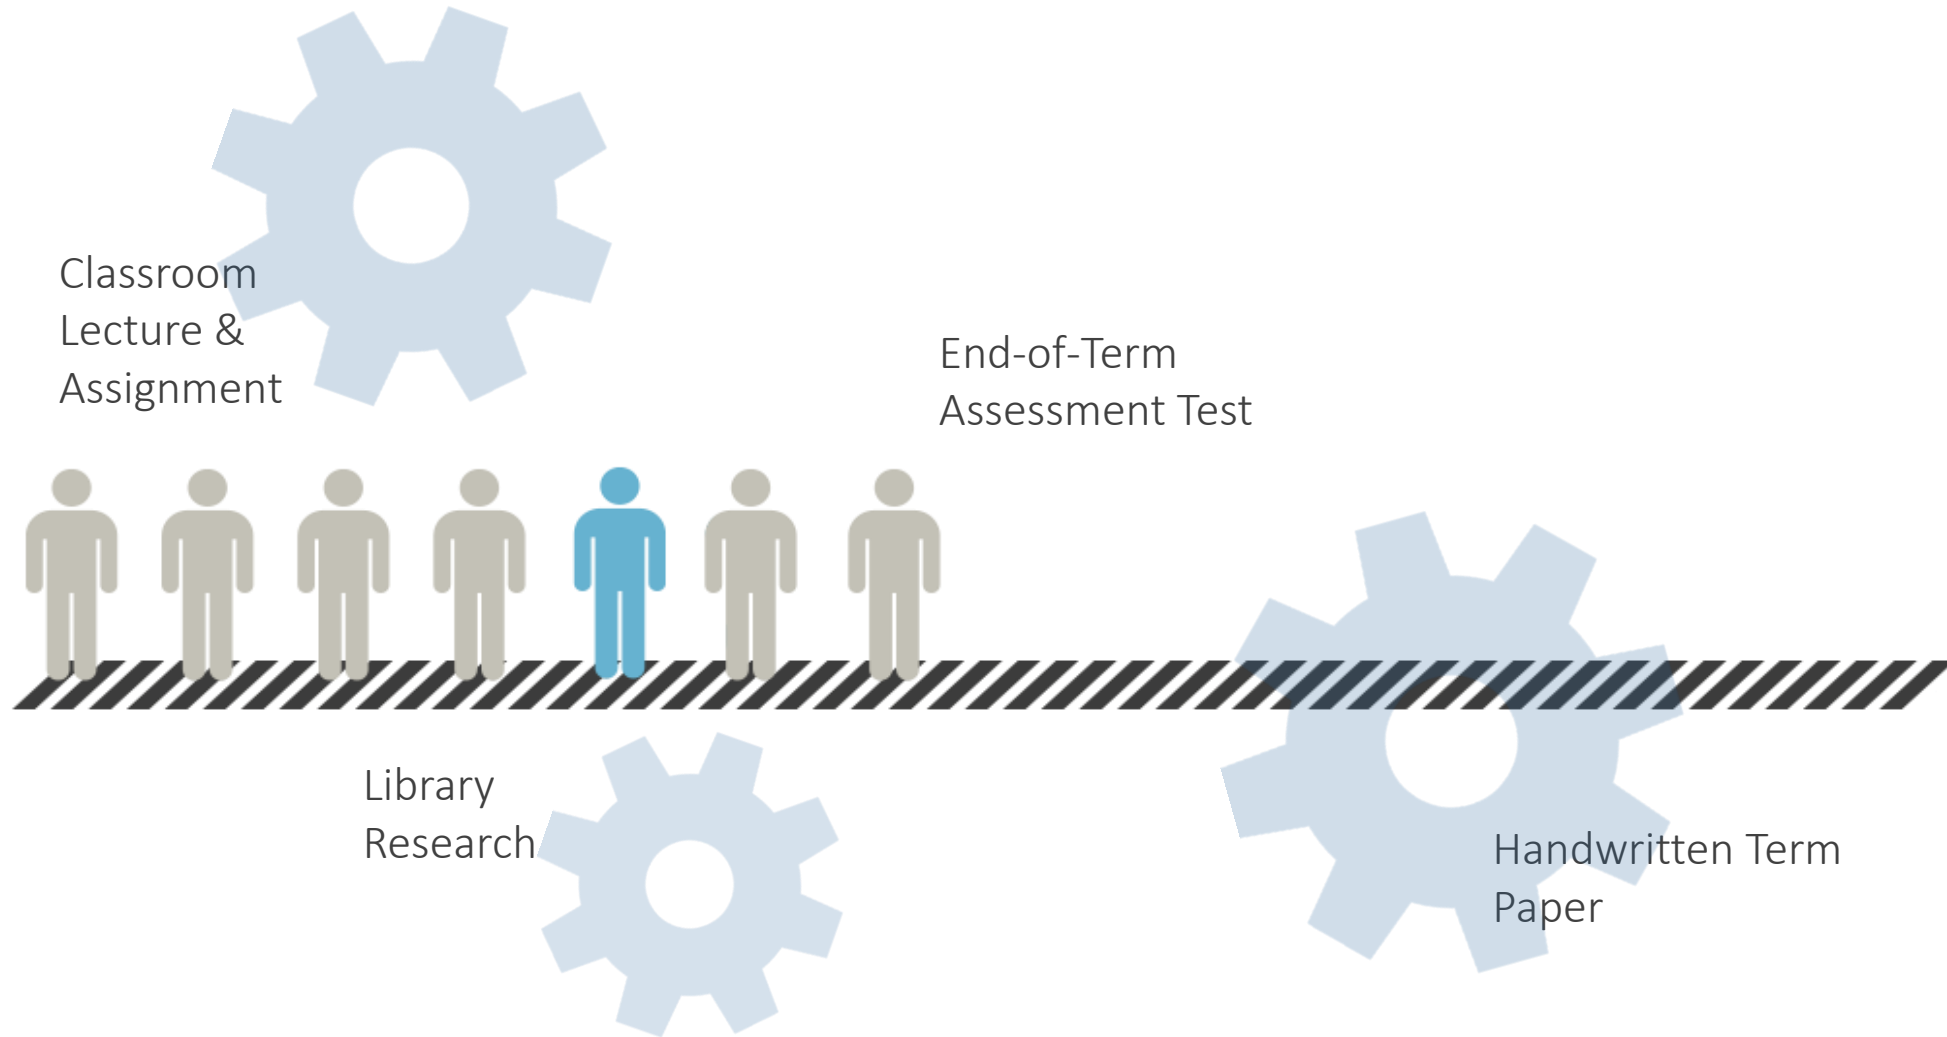 Classroom
Lecture &
Assignment
End-of-Term
Assessment Test
Library
Research
Handwritten Term
Paper